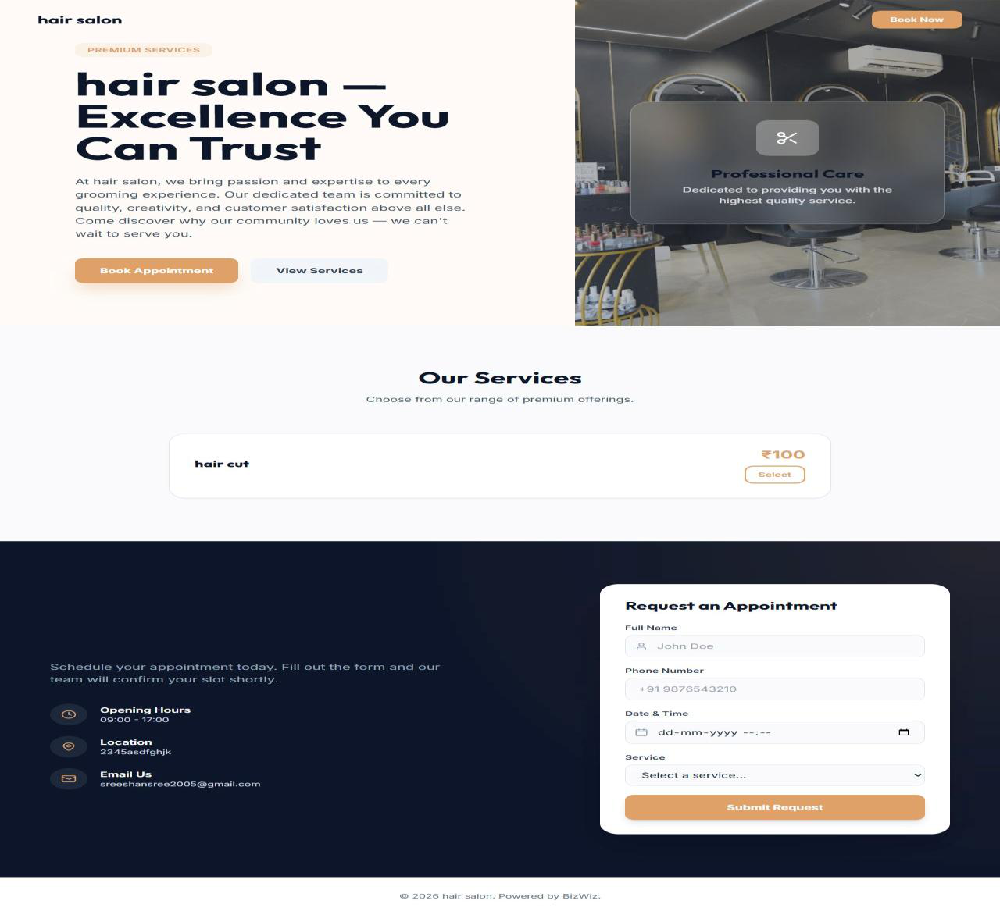 hair salon
Book Now
PREMIUM SERVICES
hair salon —
Excellence You
Can Trust
At hair salon, we bring passion and expertise to every
grooming experience. Our dedicated team is committed to
quality, creativity, and customer satisfaction above all else.
Come discover why our community loves us — we can't
wait to serve you.
Book Appointment
View Services
Professional Care
Dedicated to providing you with the
highest quality service.
Our Services
Choose from our range of premium offerings.
hair cut
₹100
Select
Schedule your appointment today. Fill out the form and our
team will confirm your slot shortly.
Opening Hours
09:00 - 17:00
Location
2345asdfghjk
Email Us
sreeshansree2005@gmail.com
Request an Appointment
Full Name
John Doe
Phone Number
+91 9876543210
Date & Time
dd-mm-yyyy --:--
Service
Select a service...
Submit Request
© 2026 hair salon. Powered by BizWiz.